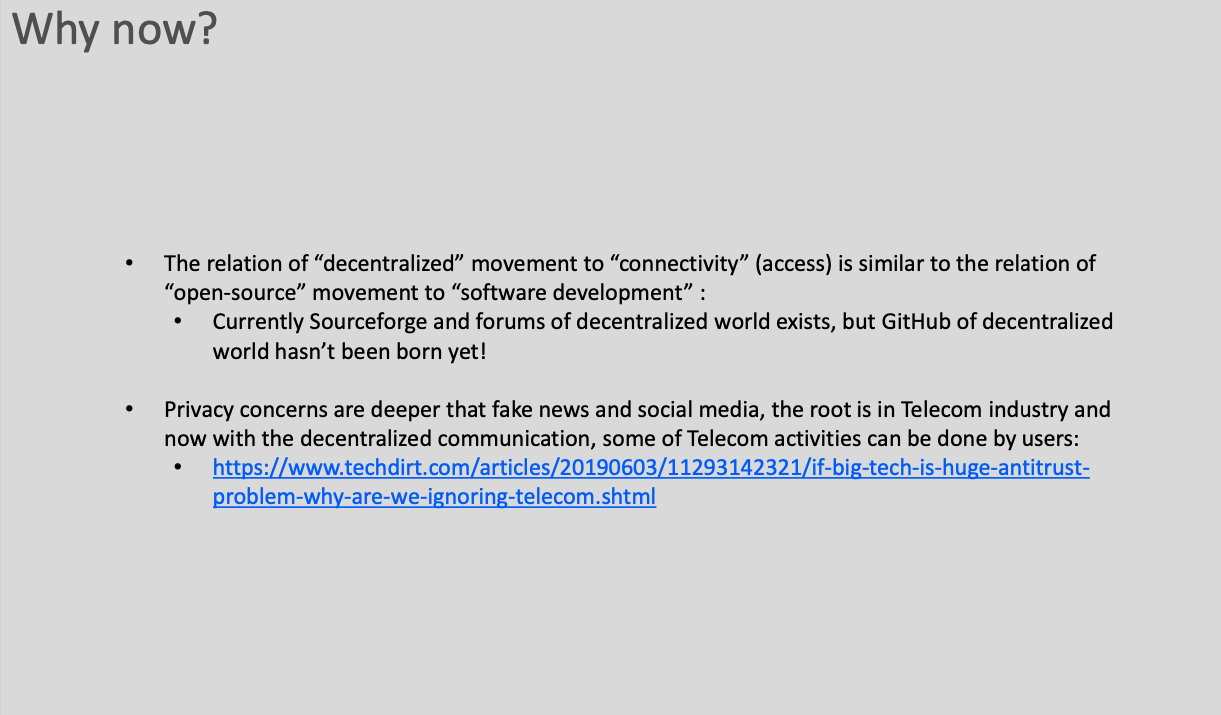 Why now?
• The relation of “decentralized” movement to “connectivity” (access) is similar to the relation of
“open-source” movement to “software development” :
• Currently Sourceforge and forums of decentralized world exists, but GitHub of decentralized
world hasn’t been born yet!
• Privacy concerns are deeper that fake news and social media, the root is in Telecom industry and
now with the decentralized communication, some of Telecom activities can be done by users:
• https://www.techdirt.com/articles/20190603/11293142321/if-big-tech-is-huge-antitrust-
problem-why-are-we-ignoring-telecom.shtml